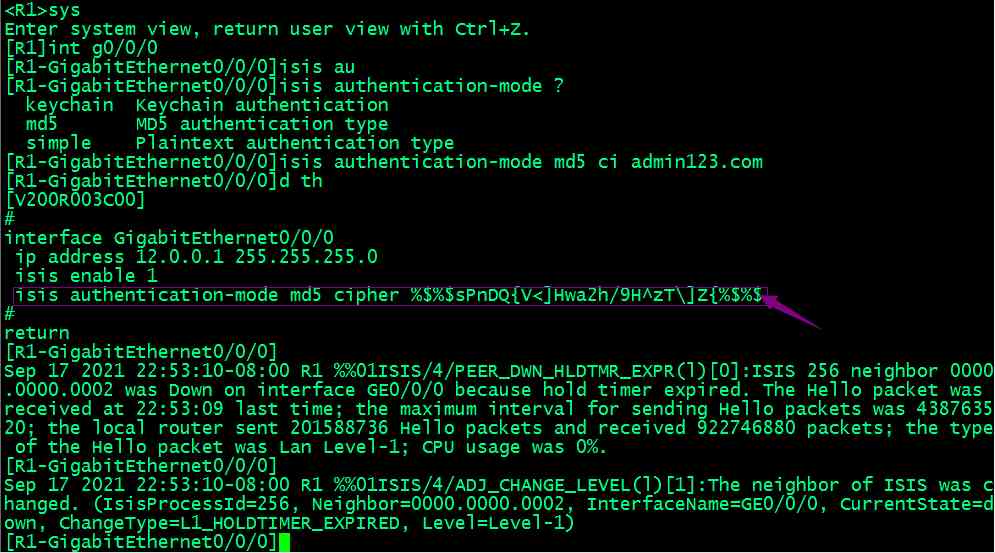 <R1>sys
Enter system view, return user view with Ctrl+Z.
[R1]int g0/0/0
[R1-GigabitEthernet0/0/0]isis au
[R1-GigabitEthernet0/0/0]isis authentication-mode ?
  keychain  Keychain authentication
  md5       MD5 authentication type
  simple    Plaintext authentication type
[R1-GigabitEthernet0/0/0]isis authentication-mode md5 ci admin123.com
[R1-GigabitEthernet0/0/0]d th
[V200R003C00]
#
interface GigabitEthernet0/0/0
 ip address 12.0.0.1 255.255.255.0
 isis enable 1
 isis authentication-mode md5 cipher %$%$sPnDQ{V<]Hwa2h/9H^zT\]Z{%$%$
#
return
[R1-GigabitEthernet0/0/0]
Sep 17 2021 22:53:10-08:00 R1 %%01ISIS/4/PEER_DWN_HLDTMR_EXPR(l)[0]:ISIS 256 neighbor 0000
.0000.0002 was Down on interface GE0/0/0 because hold timer expired. The Hello packet was
received at 22:53:09 last time; the maximum interval for sending Hello packets was 4387635
20; the local router sent 201588736 Hello packets and received 922746880 packets; the type
 of the Hello packet was Lan Level-1; CPU usage was 0%.
[R1-GigabitEthernet0/0/0]
Sep 17 2021 22:53:10-08:00 R1 %%01ISIS/4/ADJ_CHANGE_LEVEL(l)[1]:The neighbor of ISIS was c
hanged. (IsisProcessId=256, Neighbor=0000.0000.0002, InterfaceName=GE0/0/0, CurrentState=d
own, ChangeType=L1_HOLDTIMER_EXPIRED, Level=Level-1)
[R1-GigabitEthernet0/0/0]